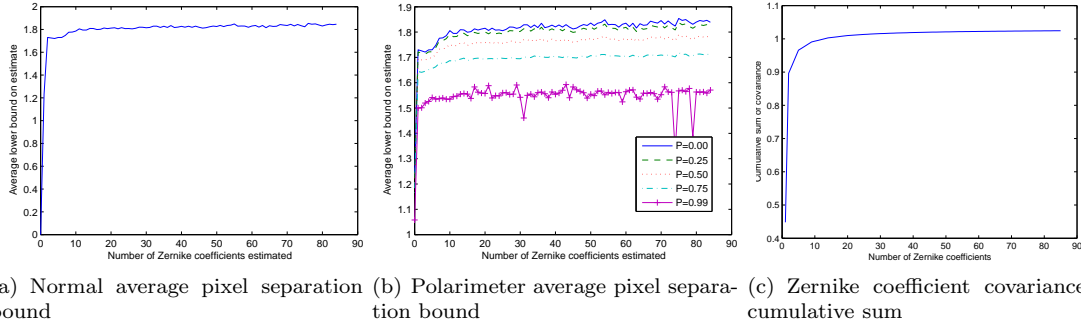 2
1.8
1.6
1.4
1.2
1
0.8
0.6
0.4
0.2
0
0 10 20 30 40 50 60 70 80 90
Average lower bound on estimate
Number of Zernike coefficients estimated
1.9
1.8
1.7
1.6
1.5
1.4
1.3
1.2
1.1
1
0 10 20 30 40 50 60 70 80 90
Average lower bound on estimate
Number of Zernike coefficients estimated
P=0.00
P=0.25
P=0.50
P=0.75
P=0.99
1.1
1
0.9
0.8
0.7
0.6
0.5
0.4
0 10 20 30 40 50 60 70 80 90
Cumulative sum of covariance
Number of Zernike coefficients
a) Normal average pixel separation
bound
(b) Polarimeter average pixel separa-
tion bound
(c) Zernike coefficient covariance
cumulative sum